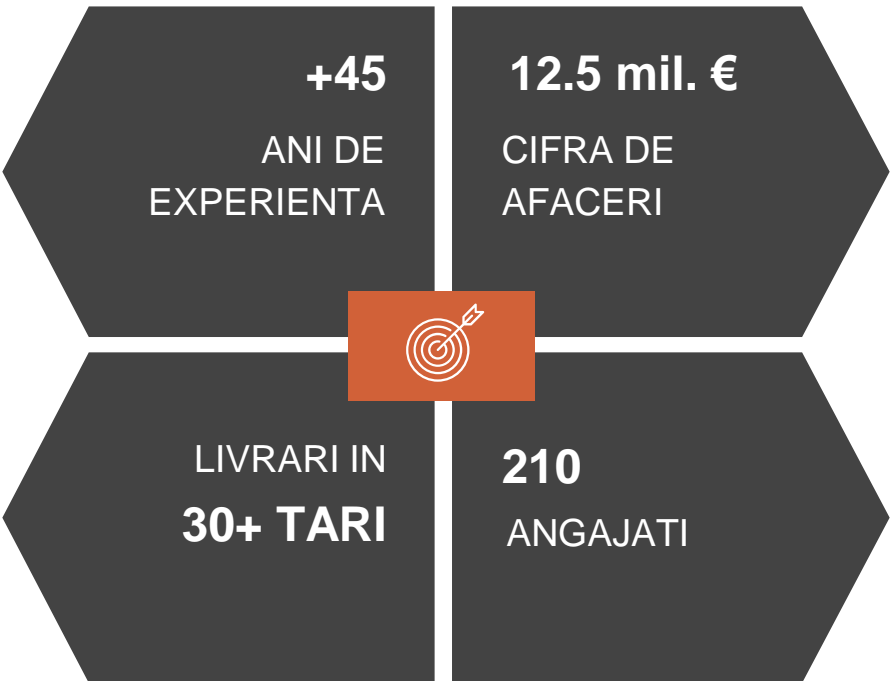 +45
ANI DE
EXPERIENTA
12.5 mil. €
CIFRA DE
AFACERI
LIVRARI IN
30+ TARI
210
ANGAJATI